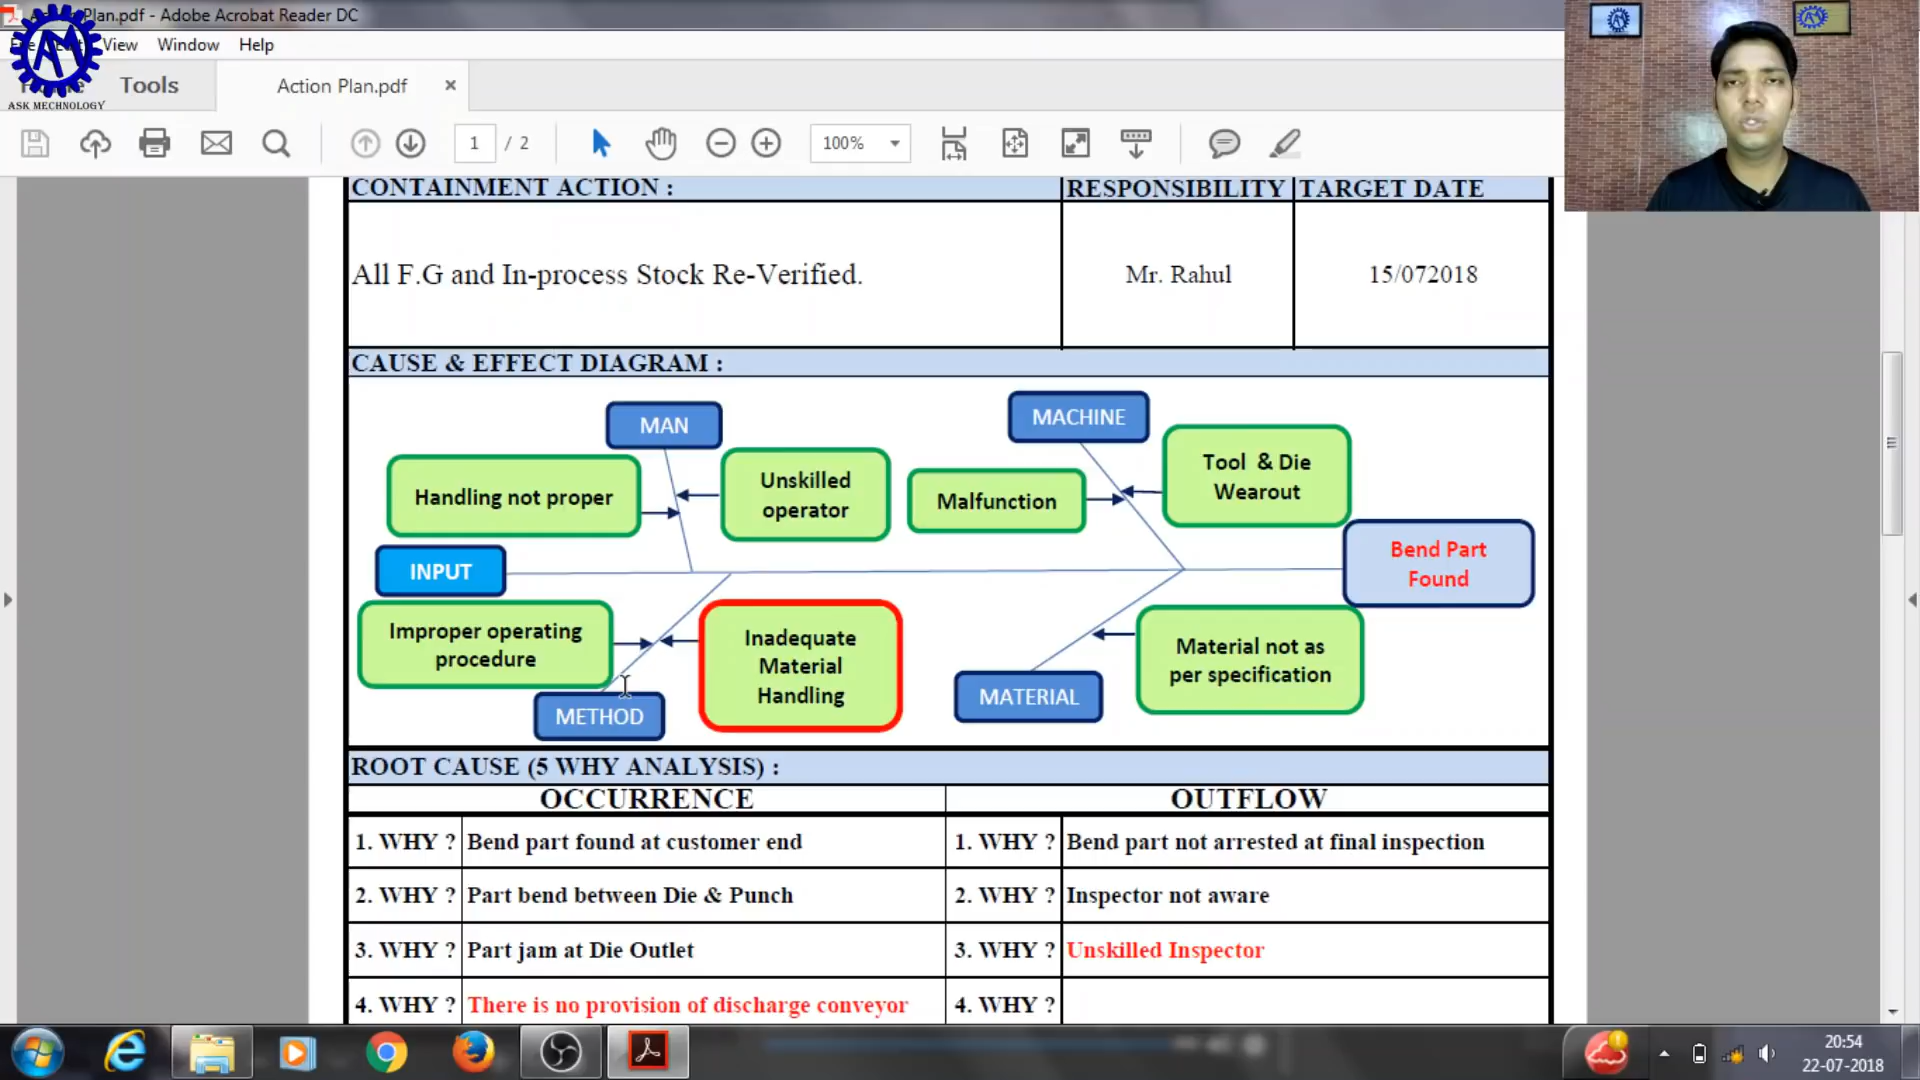 Plan.pdf - Adobe Acrobat Reader DC
View Window Help
ASK MECHNOLOGY
Tools
Action Plan.pdf
1 / 2
100%
CONTAINMENT ACTION :
RESPONSIBILITY
TARGET DATE
All F.G and In-process Stock Re-Verified.
Mr. Rahul
15/072018
CAUSE & EFFECT DIAGRAM :
MAN
MACHINE
Handling not proper
Unskilled
operator
Malfunction
Tool & Die
Wearout
INPUT
Bend Part
Found
Improper operating
procedure
Inadequate
Material
Handling
Material not as
per specification
METHOD
MATERIAL
ROOT CAUSE (5 WHY ANALYSIS) :
OCCURRENCE
OUTFLOW
1. WHY ? Bend part found at customer end
1. WHY ? Bend part not arrested at final inspection
2. WHY ? Part bend between Die & Punch
2. WHY ? Inspector not aware
3. WHY ? Part jam at Die Outlet
3. WHY ? Unskilled Inspector
4. WHY ? There is no provision of discharge conveyor
4. WHY ?
20:54
22-07-2018